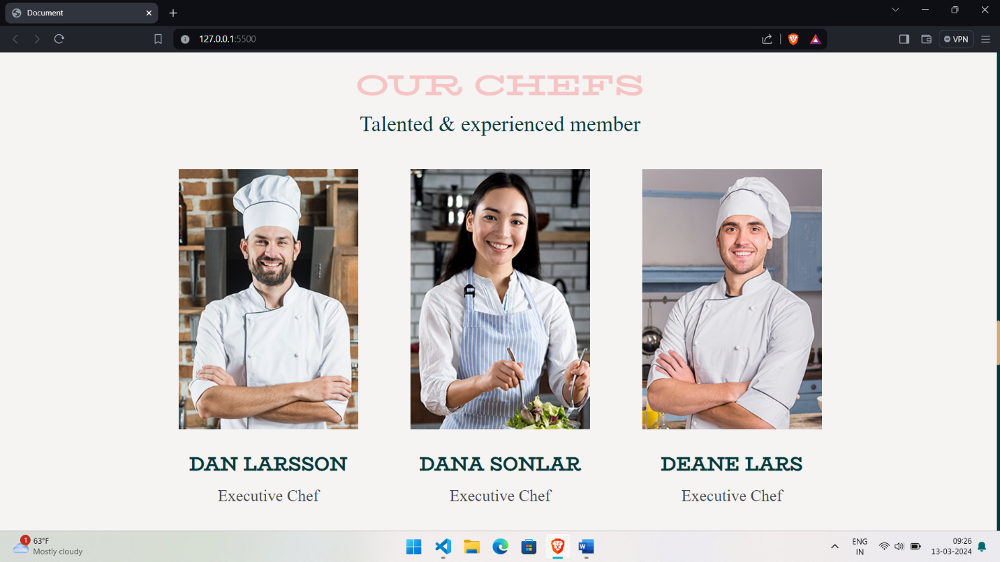 Document
127.0.0.1:5500
VPN
OUR CHEFS
Talented & experienced member
DAN LARSSON
DANA SONLAR
DEANE LARS
Executive Chef
Executive Chef
Executive Chef
1
63°F
Mostly cloudy
W
ENG
IN
09:26
13-03-2024